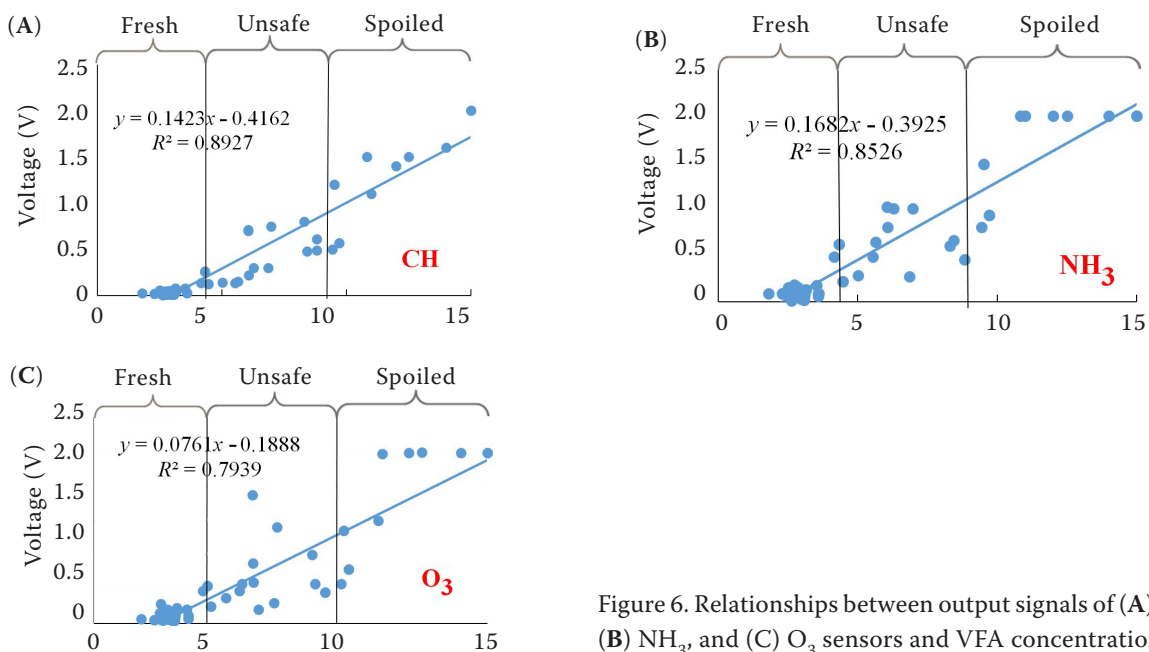 (A)
Fresh Unsafe Spoiled
2.5
y = 0.1423x - 0.4162
R² = 0.8927
2.0
1.5
1.0
0.5
0
Voltage (V)
CH
0 5 10 15
(B)
Fresh Unsafe Spoiled
2.5
y = 0.1682x - 0.3925
R² = 0.8526
2.0
1.5
1.0
0.5
0
Voltage (V)
NH₃
0 5 10 15
(C)
Fresh Unsafe Spoiled
2.5
y = 0.0761x - 0.1888
R² = 0.7939
2.0
1.5
1.0
0.5
0
Voltage (V)
O₃
0 5 10 15
Figure 6. Relationships between output signals of (A)
(B) NH₃, and (C) O₃ sensors and VFA concentration